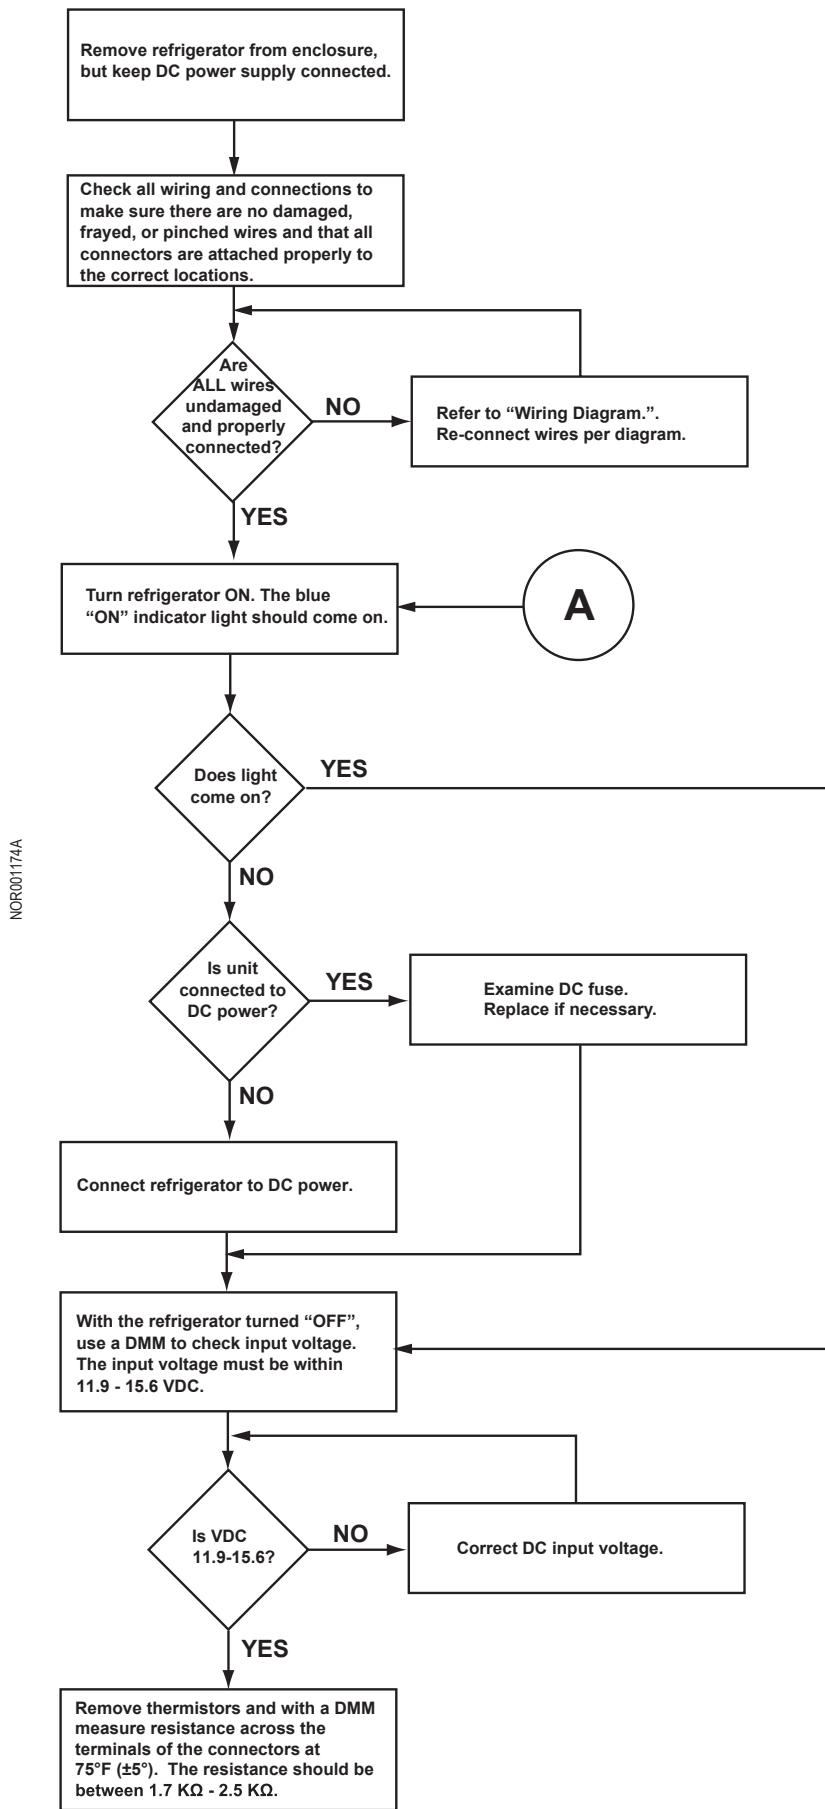 Remove refrigerator from enclosure,
but keep DC power supply connected.
Check all wiring and connections to
make sure there are no damaged,
frayed, or pinched wires and that all
connectors are attached properly to
the correct locations.
Are
ALL wires
undamaged
and properly
connected?
NO
Refer to “Wiring Diagram.”.
Re-connect wires per diagram.
YES
Turn refrigerator ON. The blue
“ON” indicator light should come on.
A
Does light
come on?
YES
NO
Is unit
connected to
DC power?
YES
Examine DC fuse.
Replace if necessary.
NO
Connect refrigerator to DC power.
With the refrigerator turned “OFF”,
use a DMM to check input voltage.
The input voltage must be within
11.9 - 15.6 VDC.
Is VDC
11.9-15.6?
NO
Correct DC input voltage.
YES
Remove thermistors and with a DMM
measure resistance across the
terminals of the connectors at
75°F (±5°).  The resistance should be
between 1.7 KΩ - 2.5 KΩ.
NOR001174A